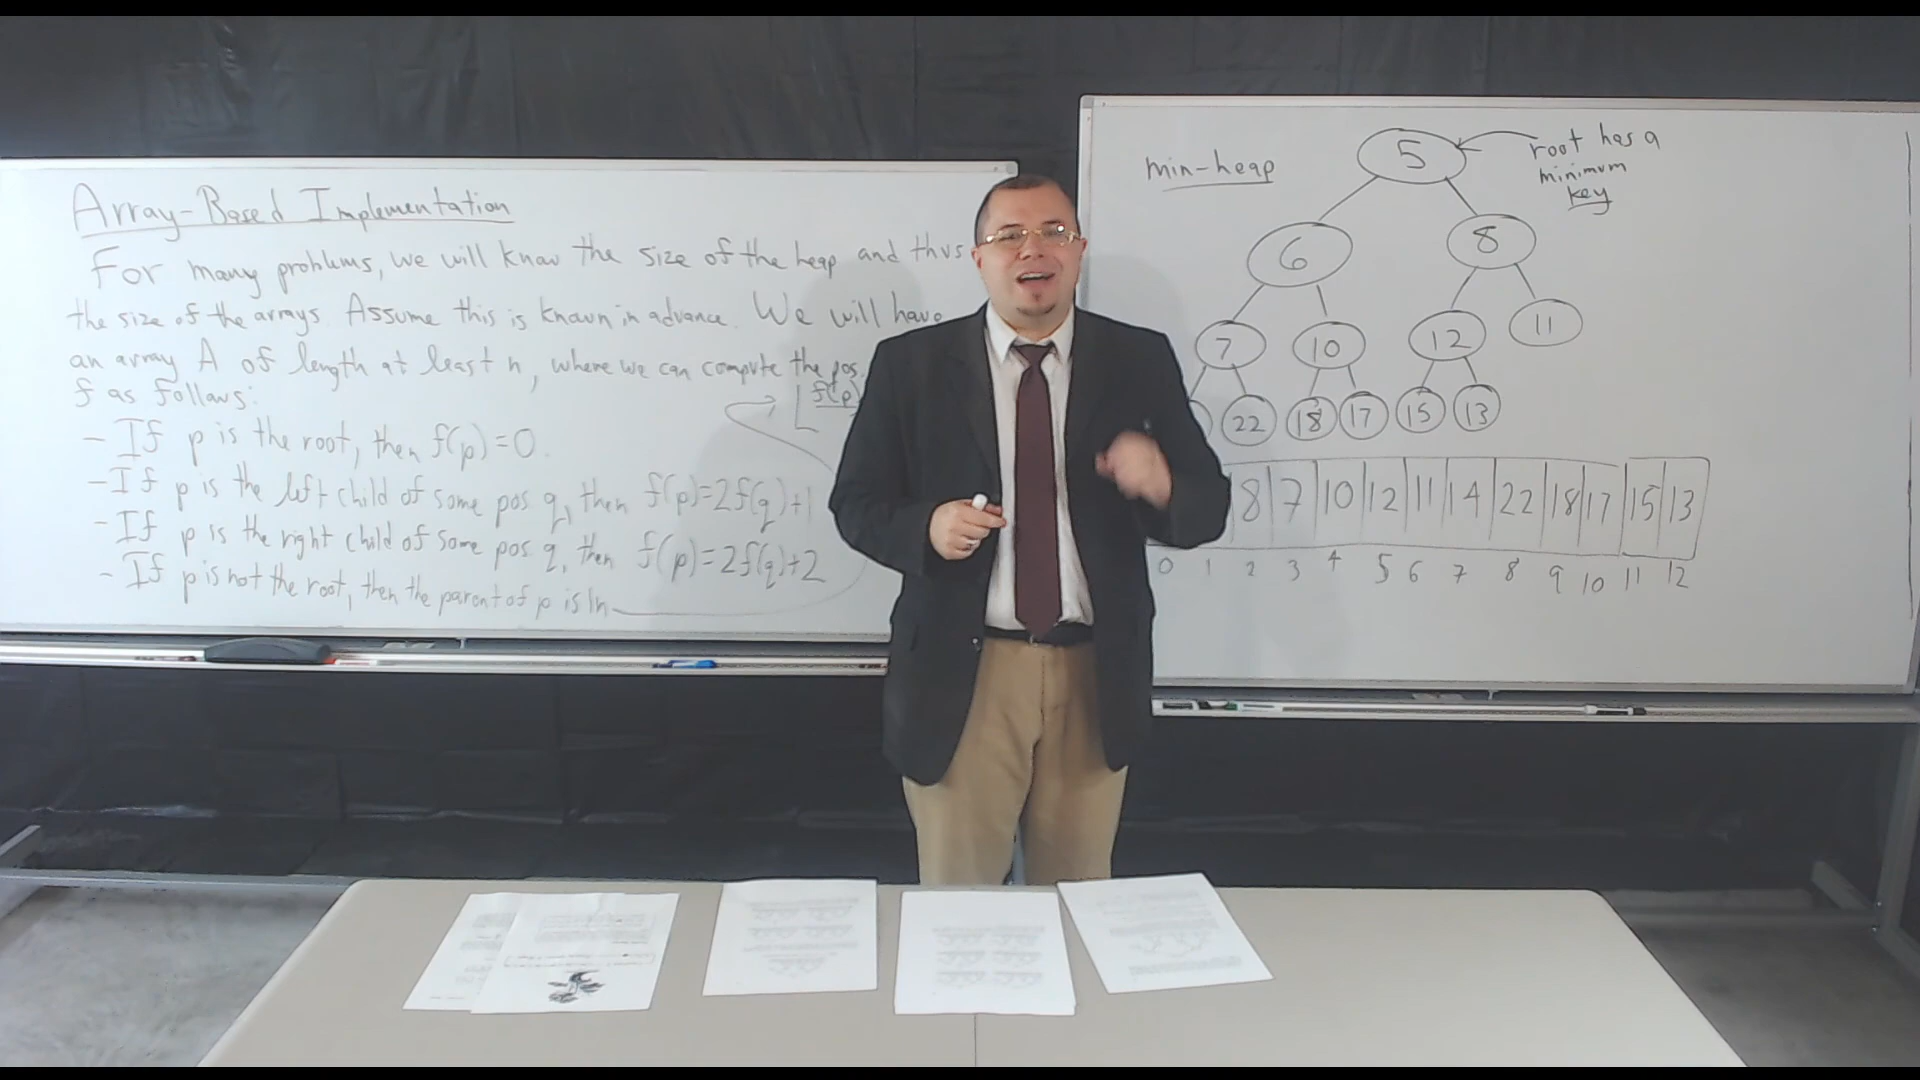 Array-Based Implementation
For many problems, we will know the size of the heap and thus
the size of the arrays. Assume this is known in advance. We will have
an array A of length at least n, where we can compute the pos.
f as follows:
- If p is the root, then f(p)=0.
- If p is the left child of some pos q, then f(p)=2f(q)+1
- If p is the right child of some pos q, then f(p)=2f(q)+2
- If p is not the root, then the parent of p is in
f(p)
min-heap
root has a
minimum
key
5
6 8
7 10 12 11
22 18 17 15 13
8 7 10 12 11 14 22 18 17 15 13
0 1 2 3 4 5 6 7 8 9 10 11 12